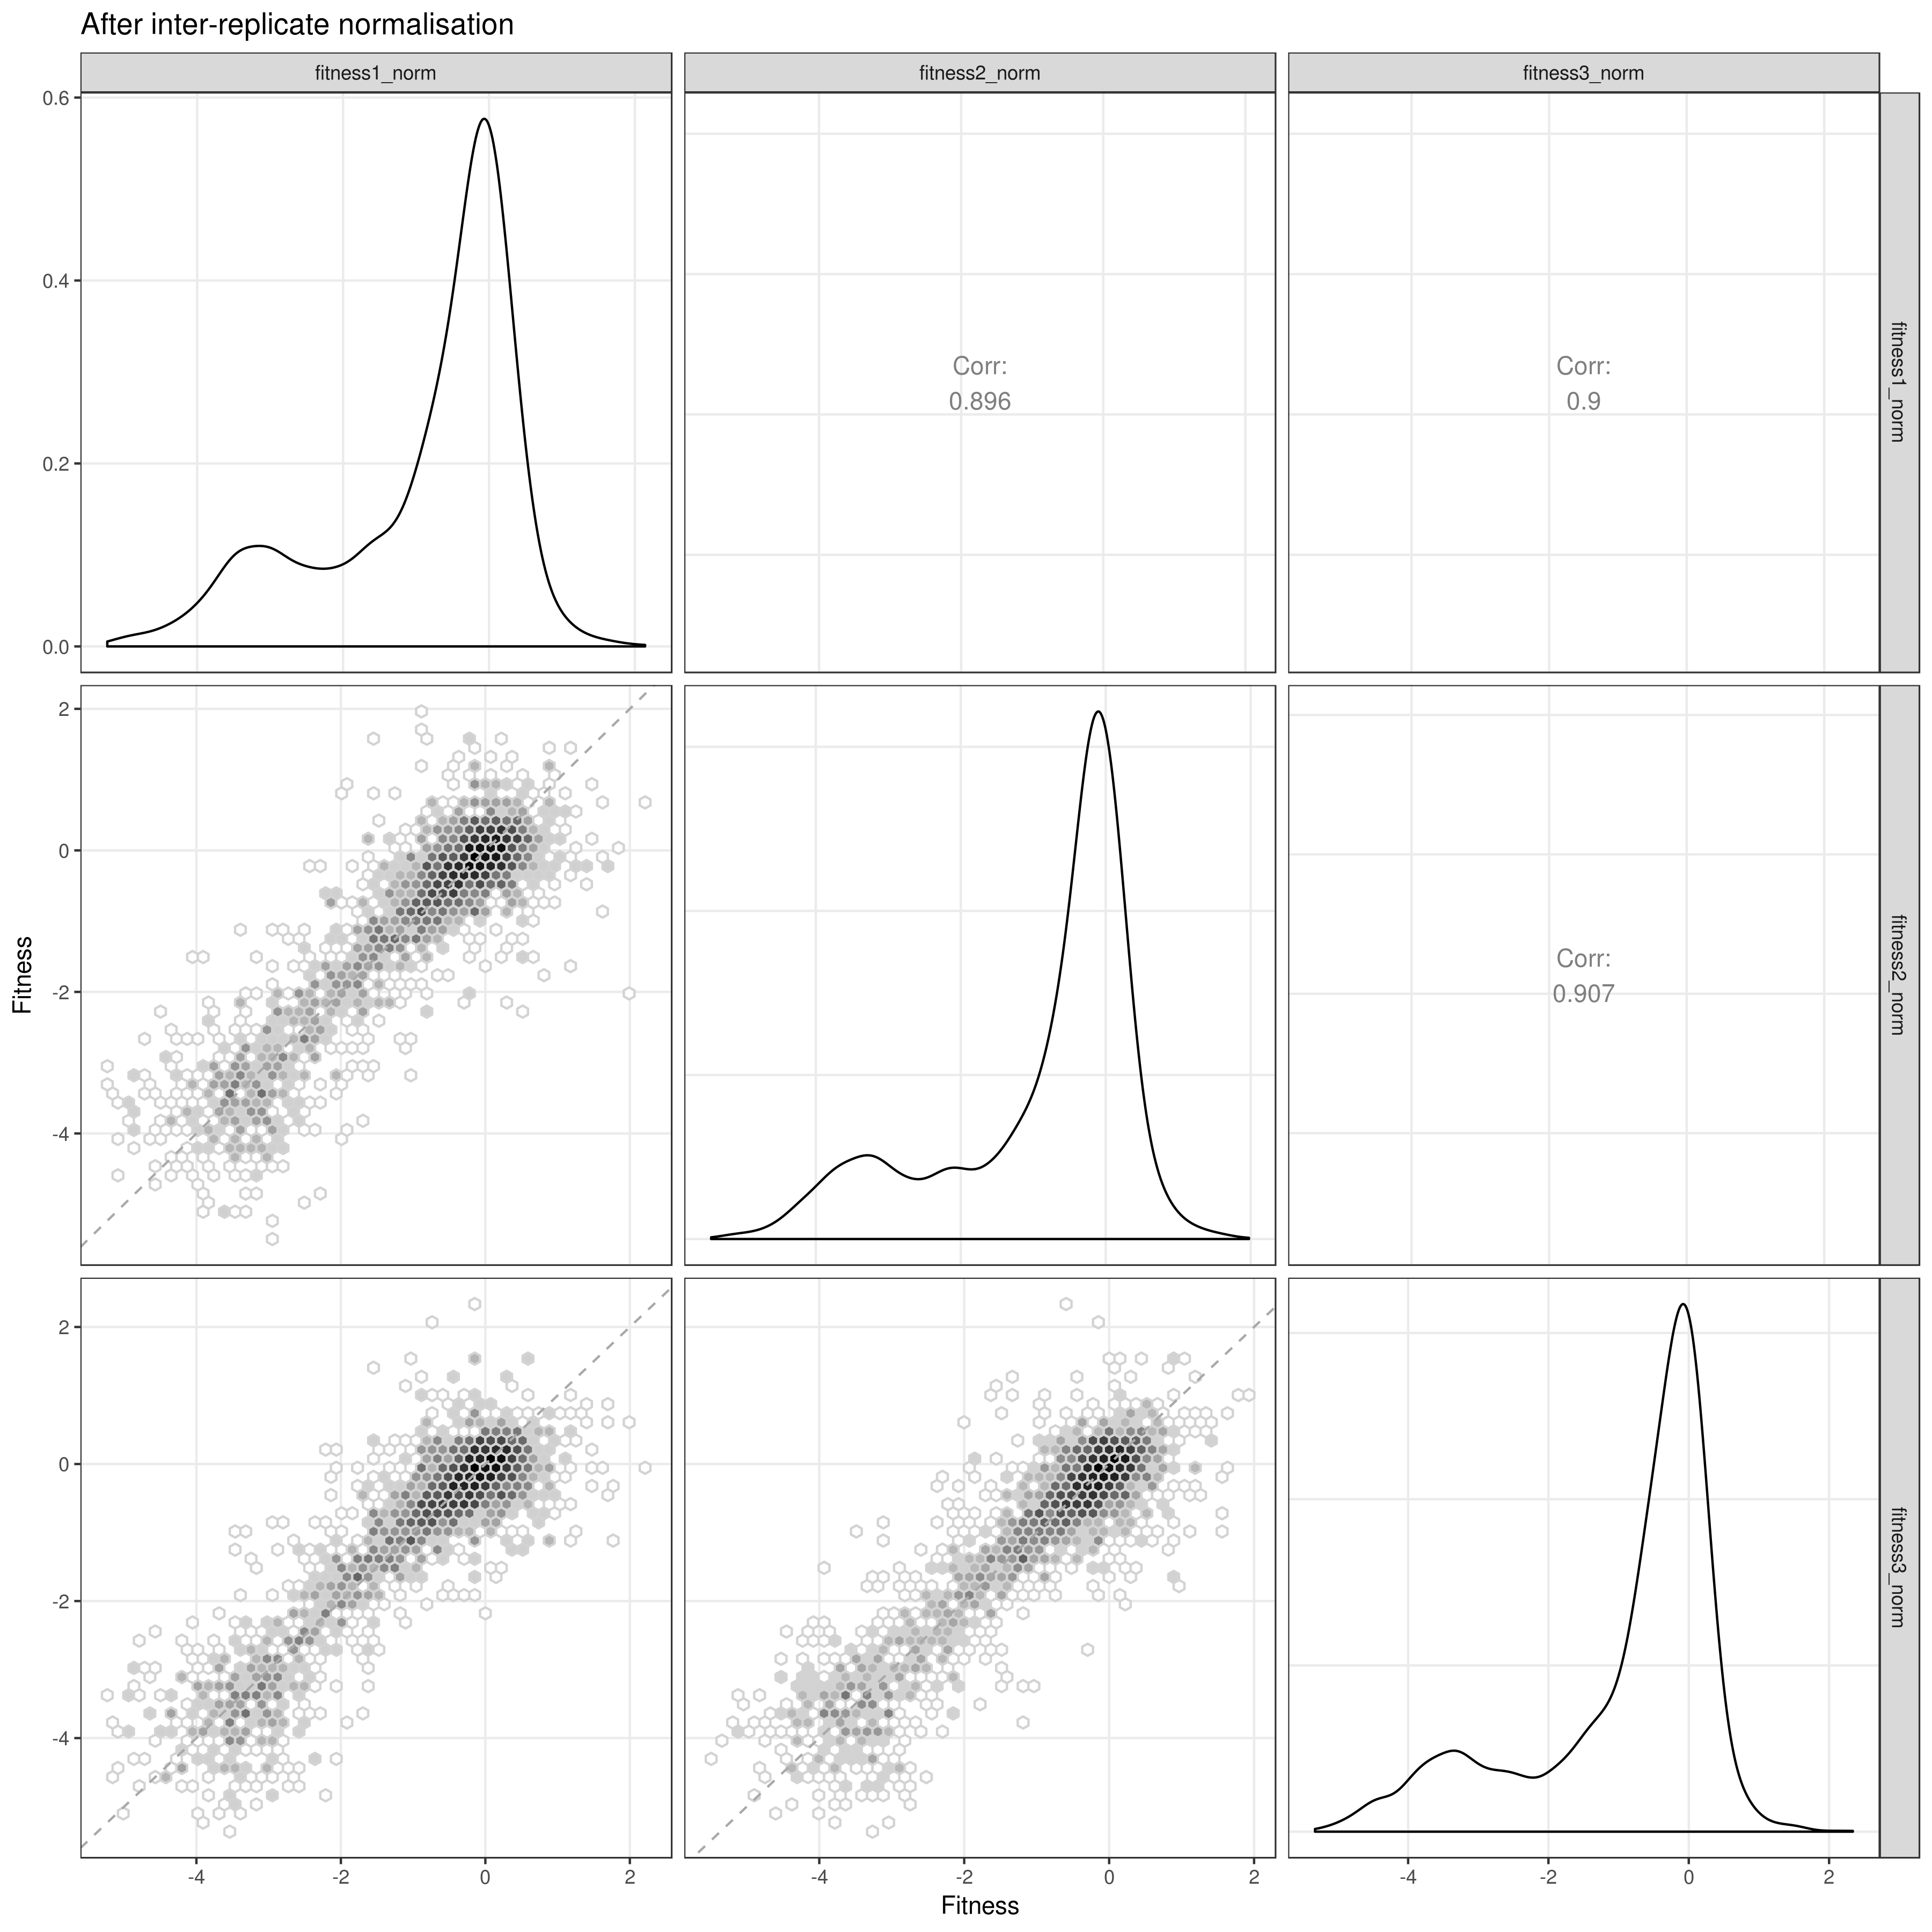 After inter-replicate normalisation
fitness1_norm
fitness2_norm
fitness3_norm
0.6
0.4
0.2
0.0
Corr:
0.896
Corr:
0.9
fitness1_norm
2
0
-2
-4
Corr:
0.907
fitness2_norm
Fitness
2
0
-2
-4
fitness3_norm
-4 -2 0 2
-4 -2 0 2
-4 -2 0 2
Fitness